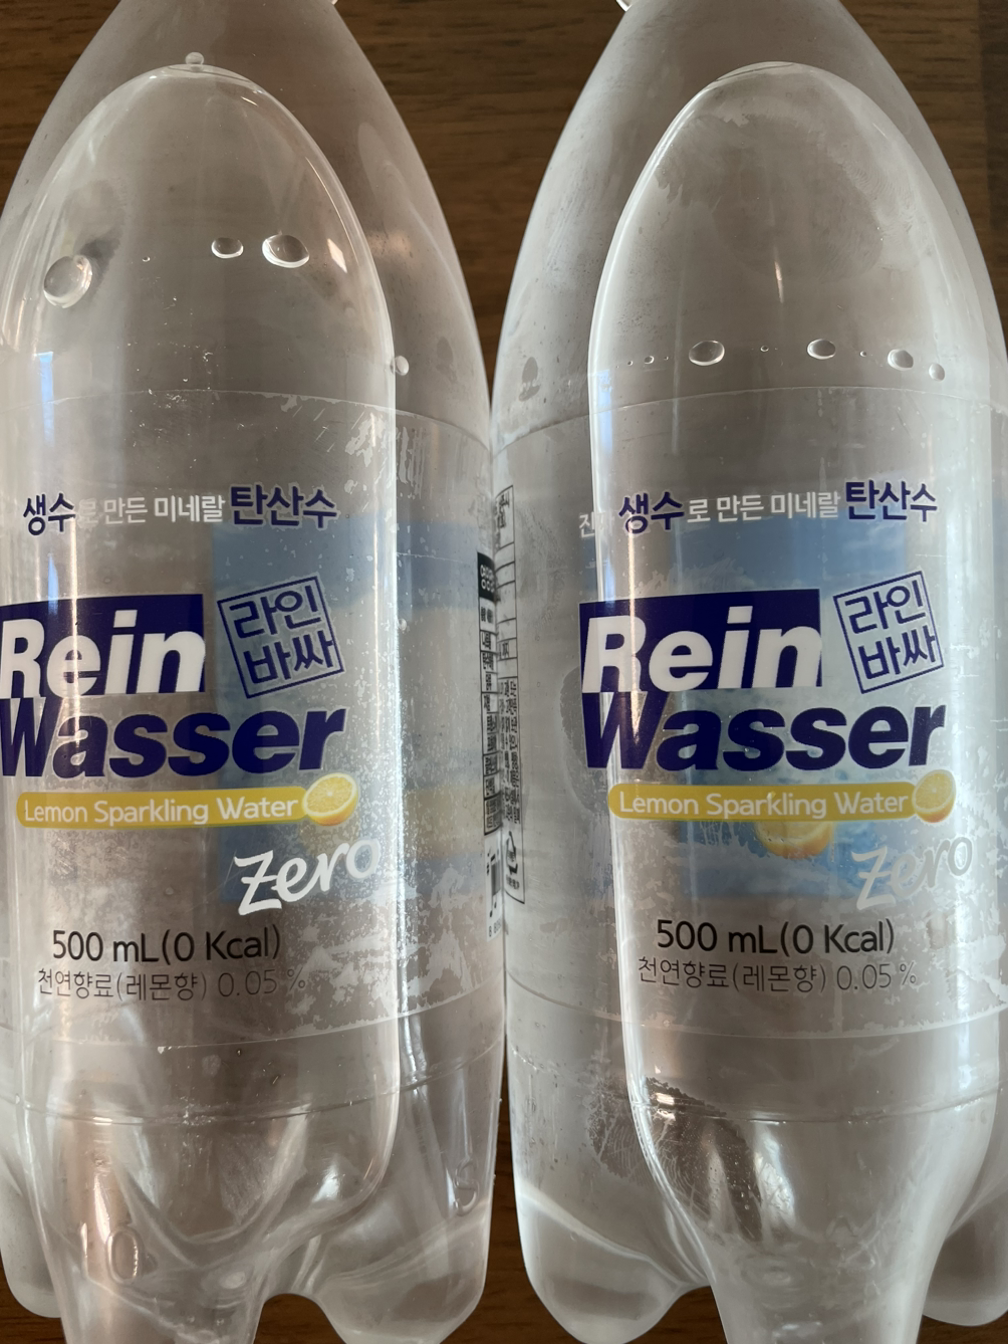 생수로 만든 미네랄 탄산수
Rein
라인
바싸
Wasser
Lemon Sparkling Water
Zero
500 mL(0 Kcal)
천연향료(레몬향) 0.05 %
생수로 만든 미네랄 탄산수
Rein
라인
바싸
Wasser
Lemon Sparkling Water
Zero
500 mL(0 Kcal)
천연향료(레몬향) 0.05 %